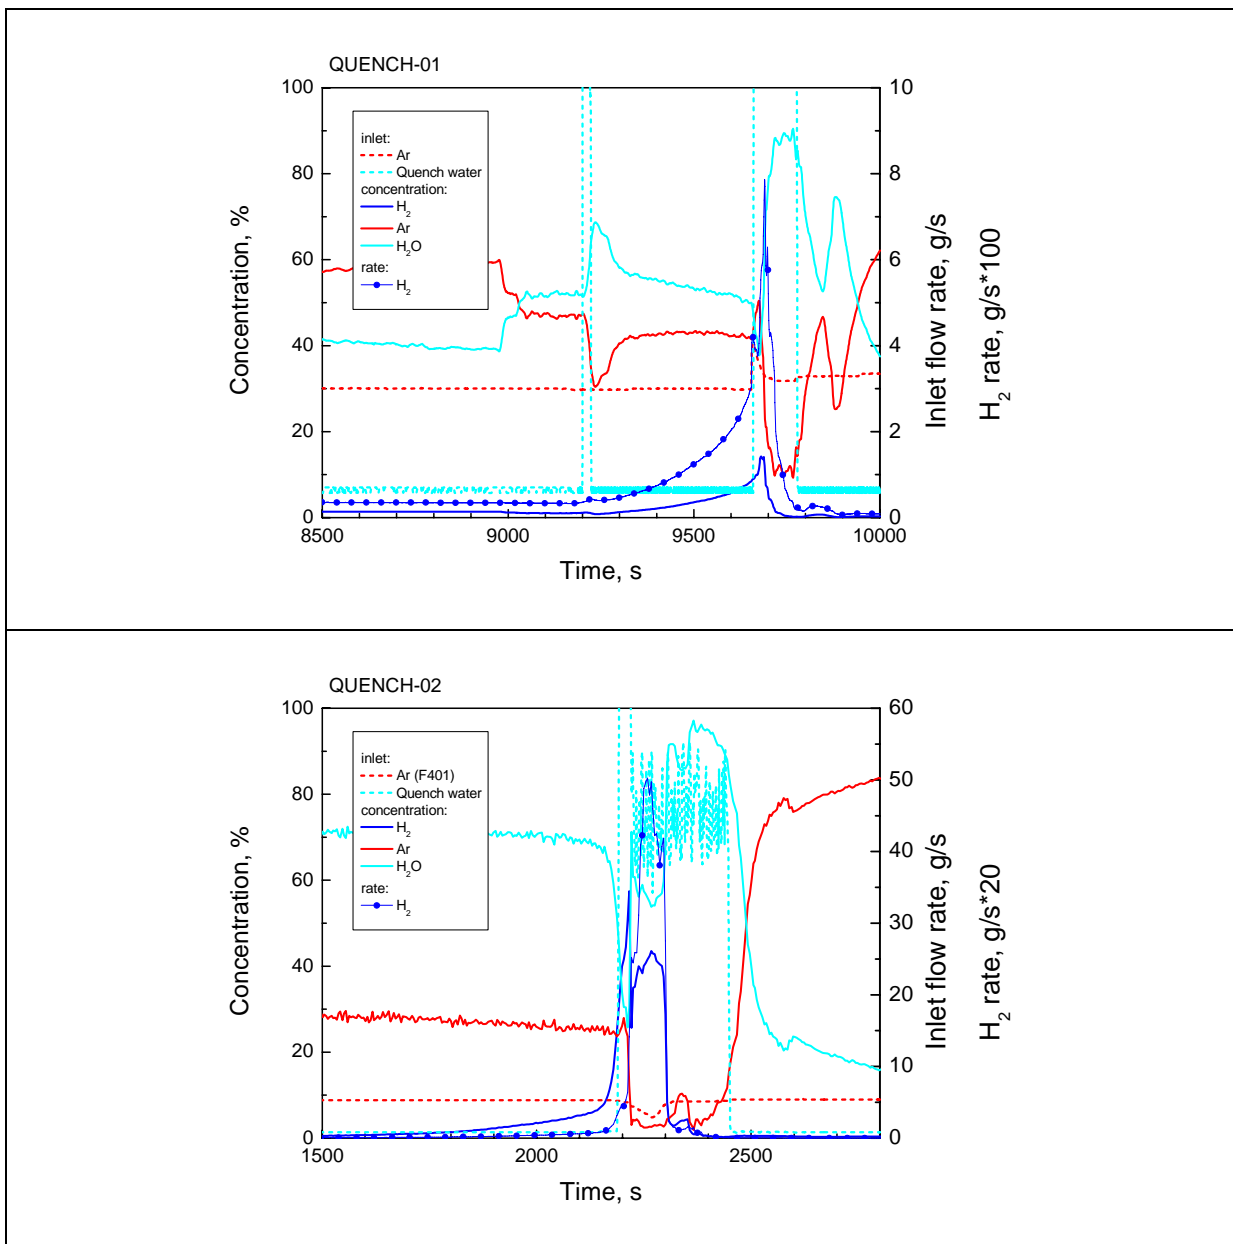 QUENCH-01
100
80
60
40
20
0
Concentration, %
inlet:
Ar
Quench water
concentration:
H2
Ar
H2O
rate:
H2
10
8
6
4
2
0
Inlet flow rate, g/s
H2 rate, g/s*100
8500 9000 9500 10000
Time, s
QUENCH-02
100
80
60
40
20
0
Concentration, %
inlet:
Ar (F401)
Quench water
concentration:
H2
Ar
H2O
rate:
H2
60
50
40
30
20
10
0
Inlet flow rate, g/s
H2 rate, g/s*20
1500 2000 2500
Time, s